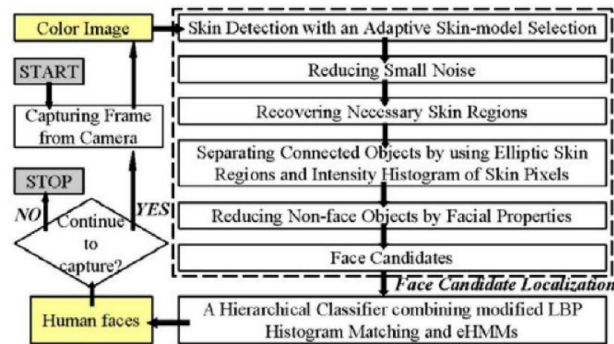 Color Image
Skin Detection with an Adaptive Skin-model Selection
START
Reducing Small Noise
Capturing Frame
from Camera
Recovering Necessary Skin Regions
Separating Connected Objects by using Elliptic Skin
Regions and Intensity Histogram of Skin Pixels
STOP
NO
YES
Continue
to
capture?
Reducing Non-face Objects by Facial Properties
Face Candidates
Face Candidate Localization
Human faces
A Hierarchical Classifier combining modified LBP
Histogram Matching and eHMMs